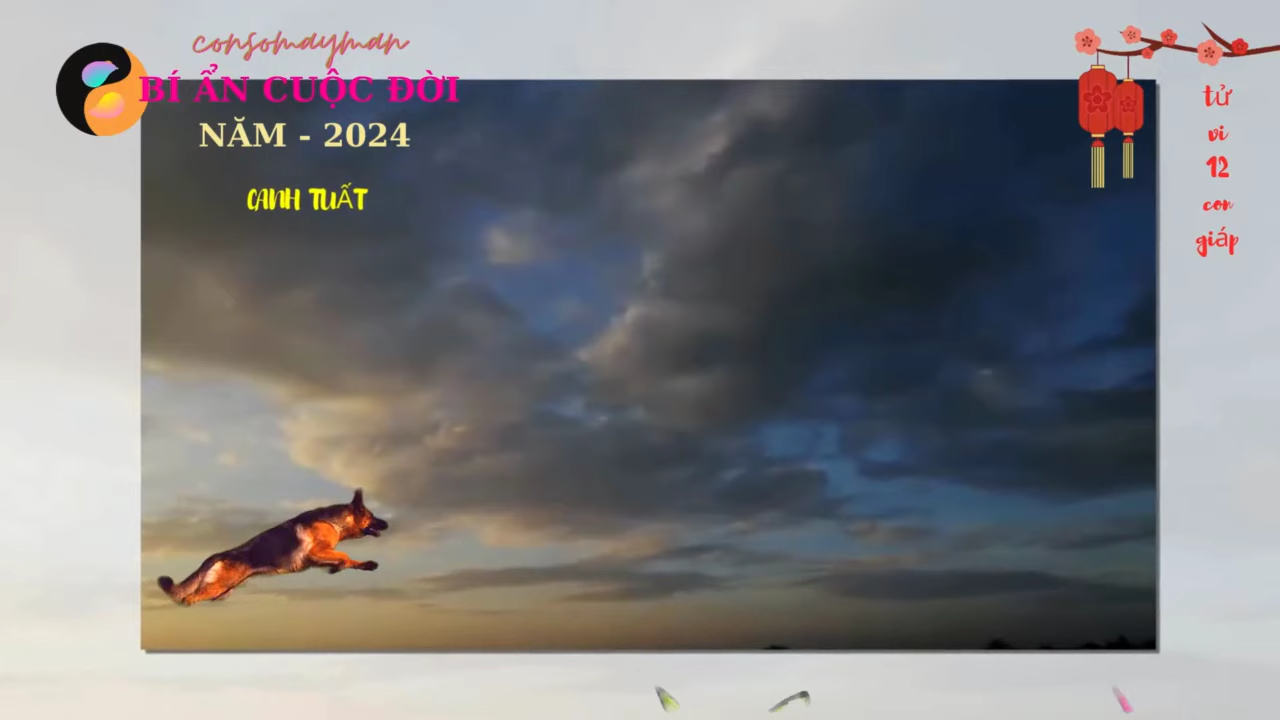 consomayman
BÍ ẨN CUỘC ĐỜI
NĂM - 2024
CANH TUẤT
tử
vi
12
con
giáp